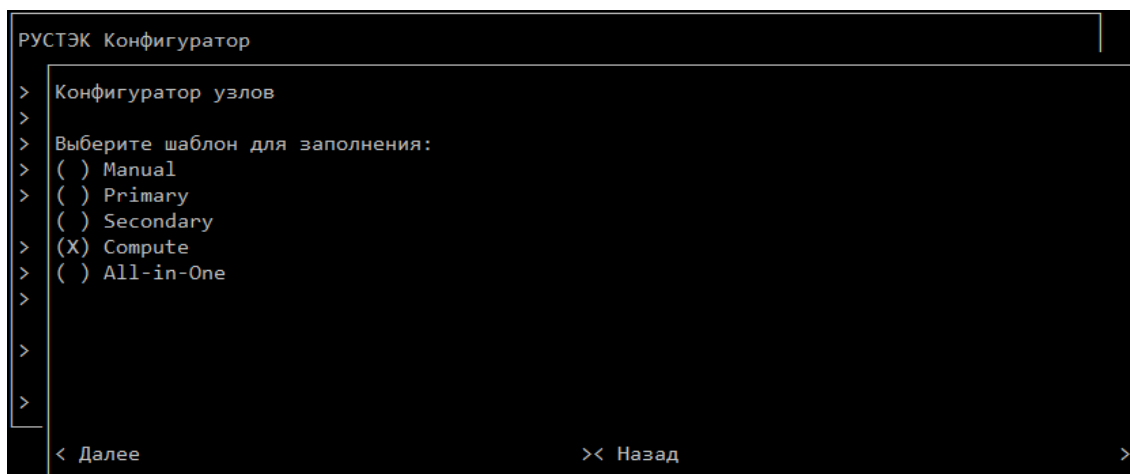 РУСТЭК Конфигуратор
> Конфигуратор узлов
>
> Выберите шаблон для заполнения:
> ( ) Manual
> ( ) Primary
( ) Secondary
> (X) Compute
> ( ) All-in-One
>
>
>
< Далее >< Назад >